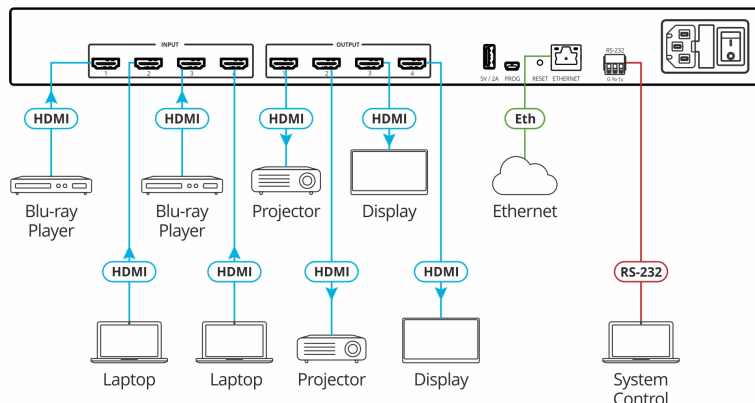 INPUT
OUTPUT
1
2
3
4
1
2
3
4
5V / 2A
PROG
RESET
ETHERNET
RS-232
G Rx Tx
HDMI
HDMI
HDMI
HDMI
Eth
Blu-ray
Player
Blu-ray
Player
Projector
Display
Ethernet
HDMI
HDMI
HDMI
HDMI
RS-232
Laptop
Laptop
Projector
Display
System
Control